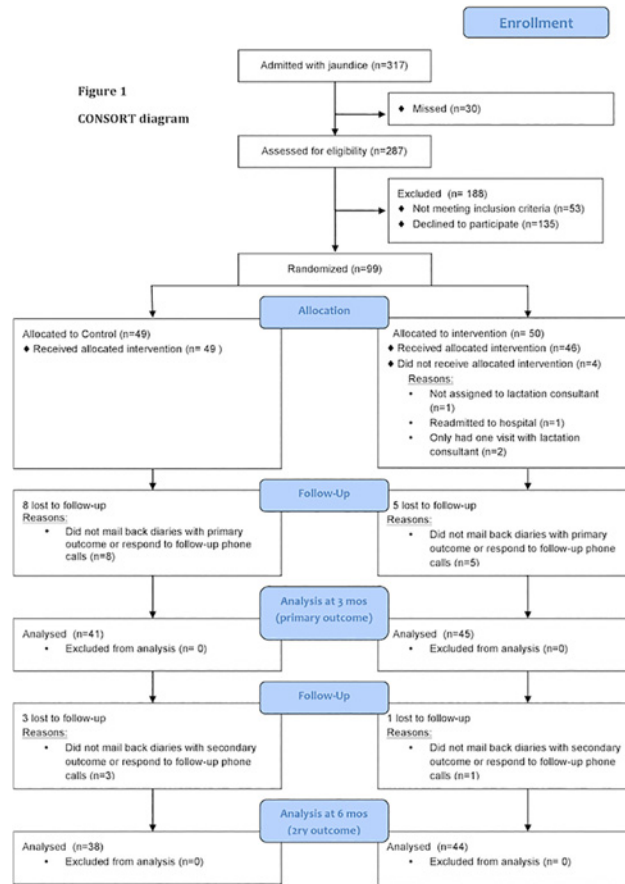 Enrollment
Admitted with jaundice (n=317)
Figure 1
CONSORT diagram
♦ Missed (n=30)
Assessed for eligibility (n=287)
Excluded (n= 188)
♦ Not meeting inclusion criteria (n=53)
♦ Declined to participate (n=135)
Randomized (n=99)
Allocation
Allocated to Control (n=49)
♦ Received allocated intervention (n= 49 )
Allocated to intervention (n= 50)
♦ Received allocated intervention (n=46)
♦ Did not receive allocated intervention (n=4)
Reasons:
• Not assigned to lactation consultant
(n=1)
• Readmitted to hospital (n=1)
• Only had one visit with lactation
consultant (n=2)
Follow-Up
8 lost to follow-up
Reasons:
• Did not mail back diaries with primary
outcome or respond to follow-up phone
calls (n=8)
5 lost to follow-up
Reasons:
• Did not mail back diaries with primary
outcome or respond to follow-up phone
calls (n=5)
Analysis at 3 mos
(primary outcome)
Analysed (n=41)
• Excluded from analysis (n= 0)
Analysed (n=45)
• Excluded from analysis (n=0)
Follow-Up
3 lost to follow-up
Reasons:
• Did not mail back diaries with secondary
outcome or respond to follow-up phone
calls (n=3)
1 lost to follow-up
Reasons:
• Did not mail back diaries with secondary
outcome or respond to follow-up phone
calls (n=1)
Analysis at 6 mos
(2ry outcome)
Analysed (n=38)
• Excluded from analysis (n=0)
Analysed (n=44)
• Excluded from analysis (n= 0)